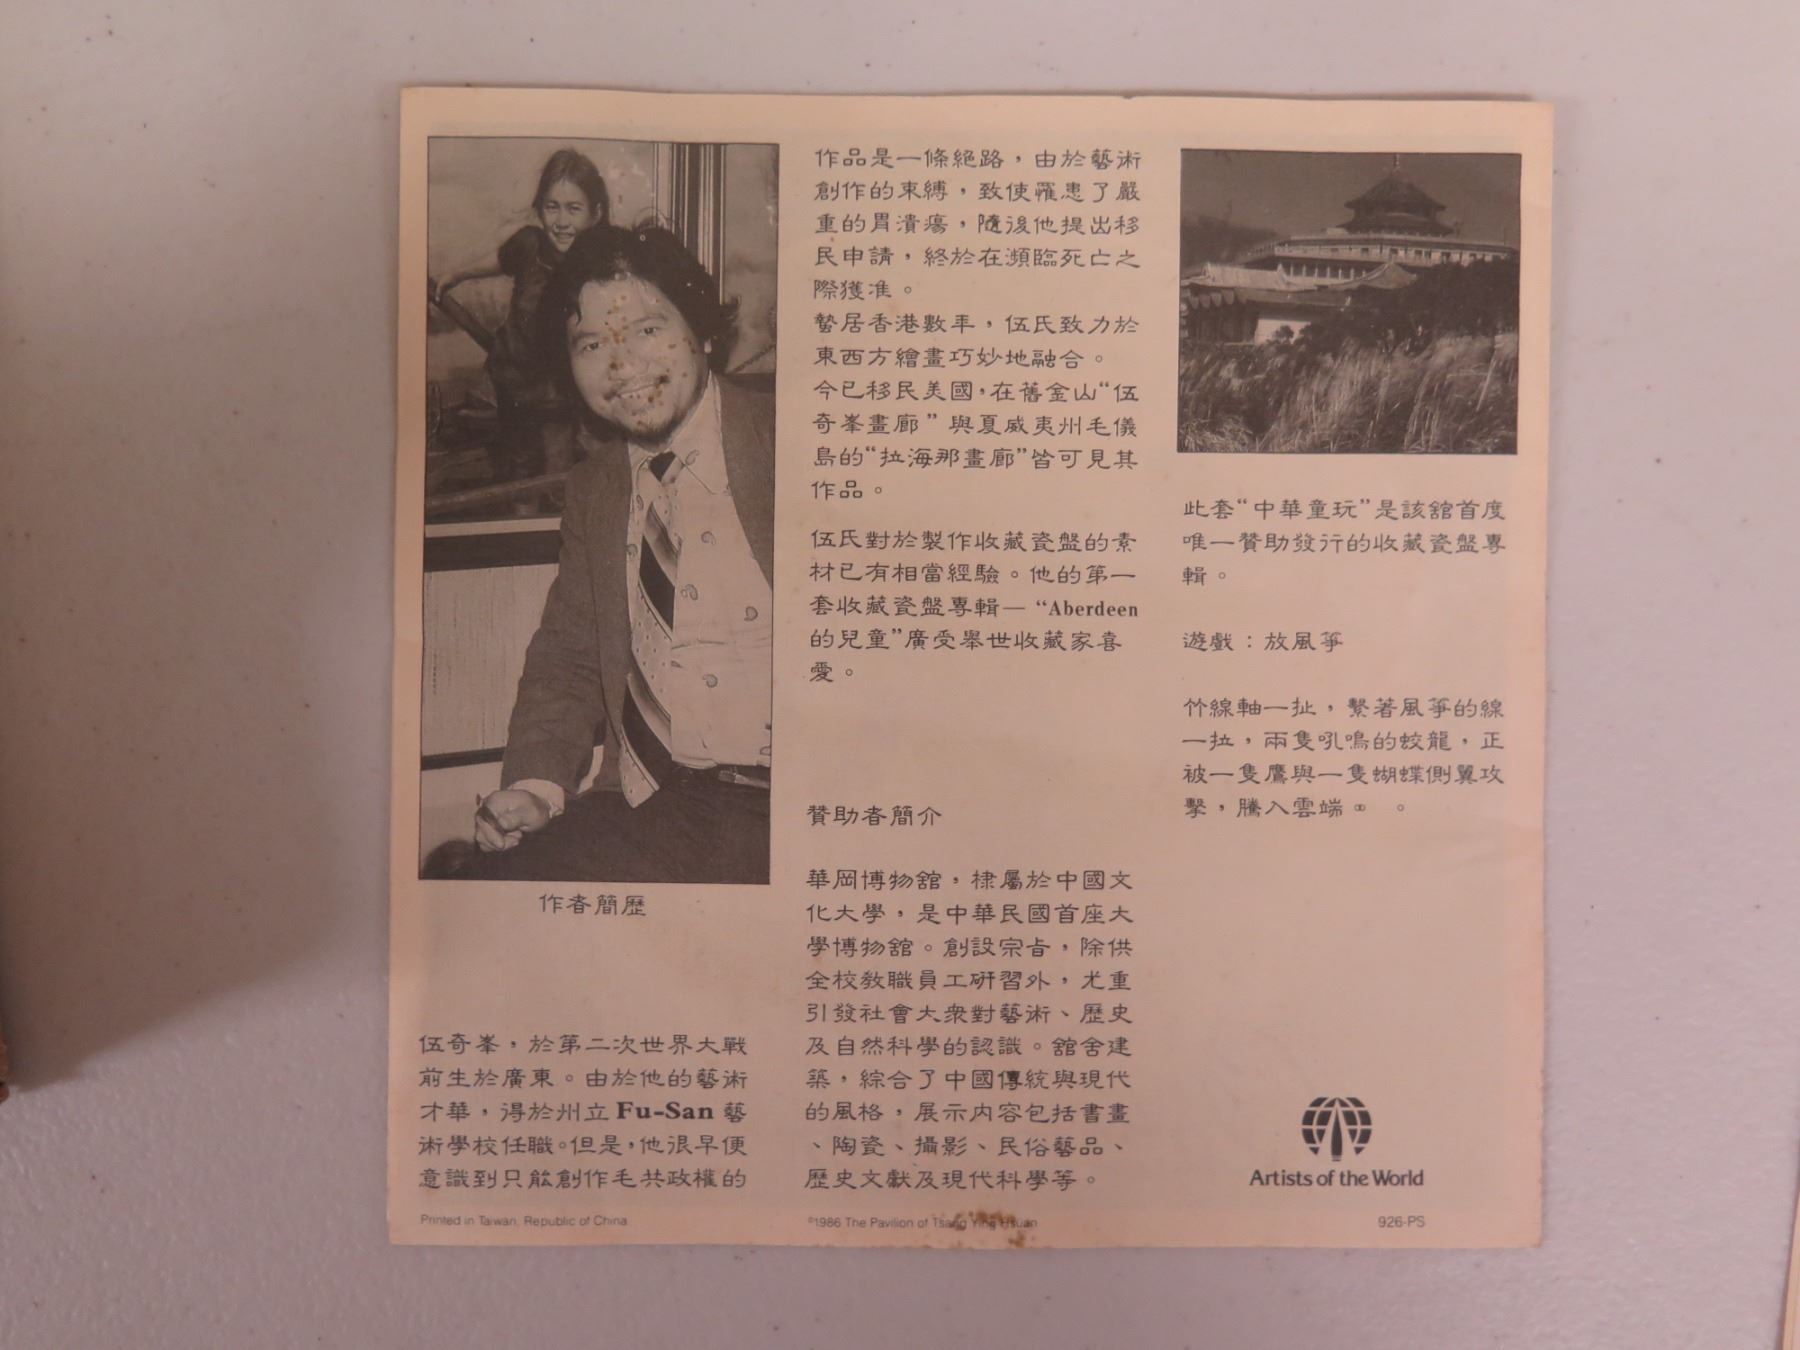 作者簡歷
伍奇峯，於第二次世界大戰
前生於廣東。由於他的藝術
才華，得於州立 Fu-San 藝
術學校任職。但是，他很早便
意識到只能創作毛共政權的
作品是一條絕路，由於藝術
創作的束縛，致使罹患了嚴
重的胃潰瘍，隨後他提出移
民申請，終於在瀕臨死亡之
際獲准。
蟄居香港數年，伍氏致力於
東西方繪畫巧妙地融合。
今已移民美國，在舊金山“伍
奇峯畫廊”與夏威夷州毛儀
島的“拉海那畫廊”皆可見其
作品。
伍氏對於製作收藏瓷盤的素
材已有相當經驗。他的第一
套收藏瓷盤專輯—“Aberdeen
的兒童”廣受舉世收藏家喜
愛。
贊助者簡介
華岡博物舘，棣屬於中國文
化大學，是中華民國首座大
學博物舘。創設宗旨，除供
全校教職員工研習外，尤重
引發社會大衆對藝術、歷史
及自然科學的認識。舘舍建
築，綜合了中國傳統與現代
的風格，展示內容包括書畫
、陶瓷、攝影、民俗藝品、
歷史文獻及現代科學等。
此套“中華童玩”是該舘首度
唯一贊助發行的收藏瓷盤專
輯。
遊戲：放風箏
竹線軸一扯，繫著風箏的線
一拉，兩隻吼鳴的蛟龍，正
被一隻鷹與一隻蝴蝶側翼攻
擊，騰入雲端。。
Artists of the World
Printed in Taiwan, Republic of China
©1986 The Pavilion of Tsang Ying Hsuan
926-PS